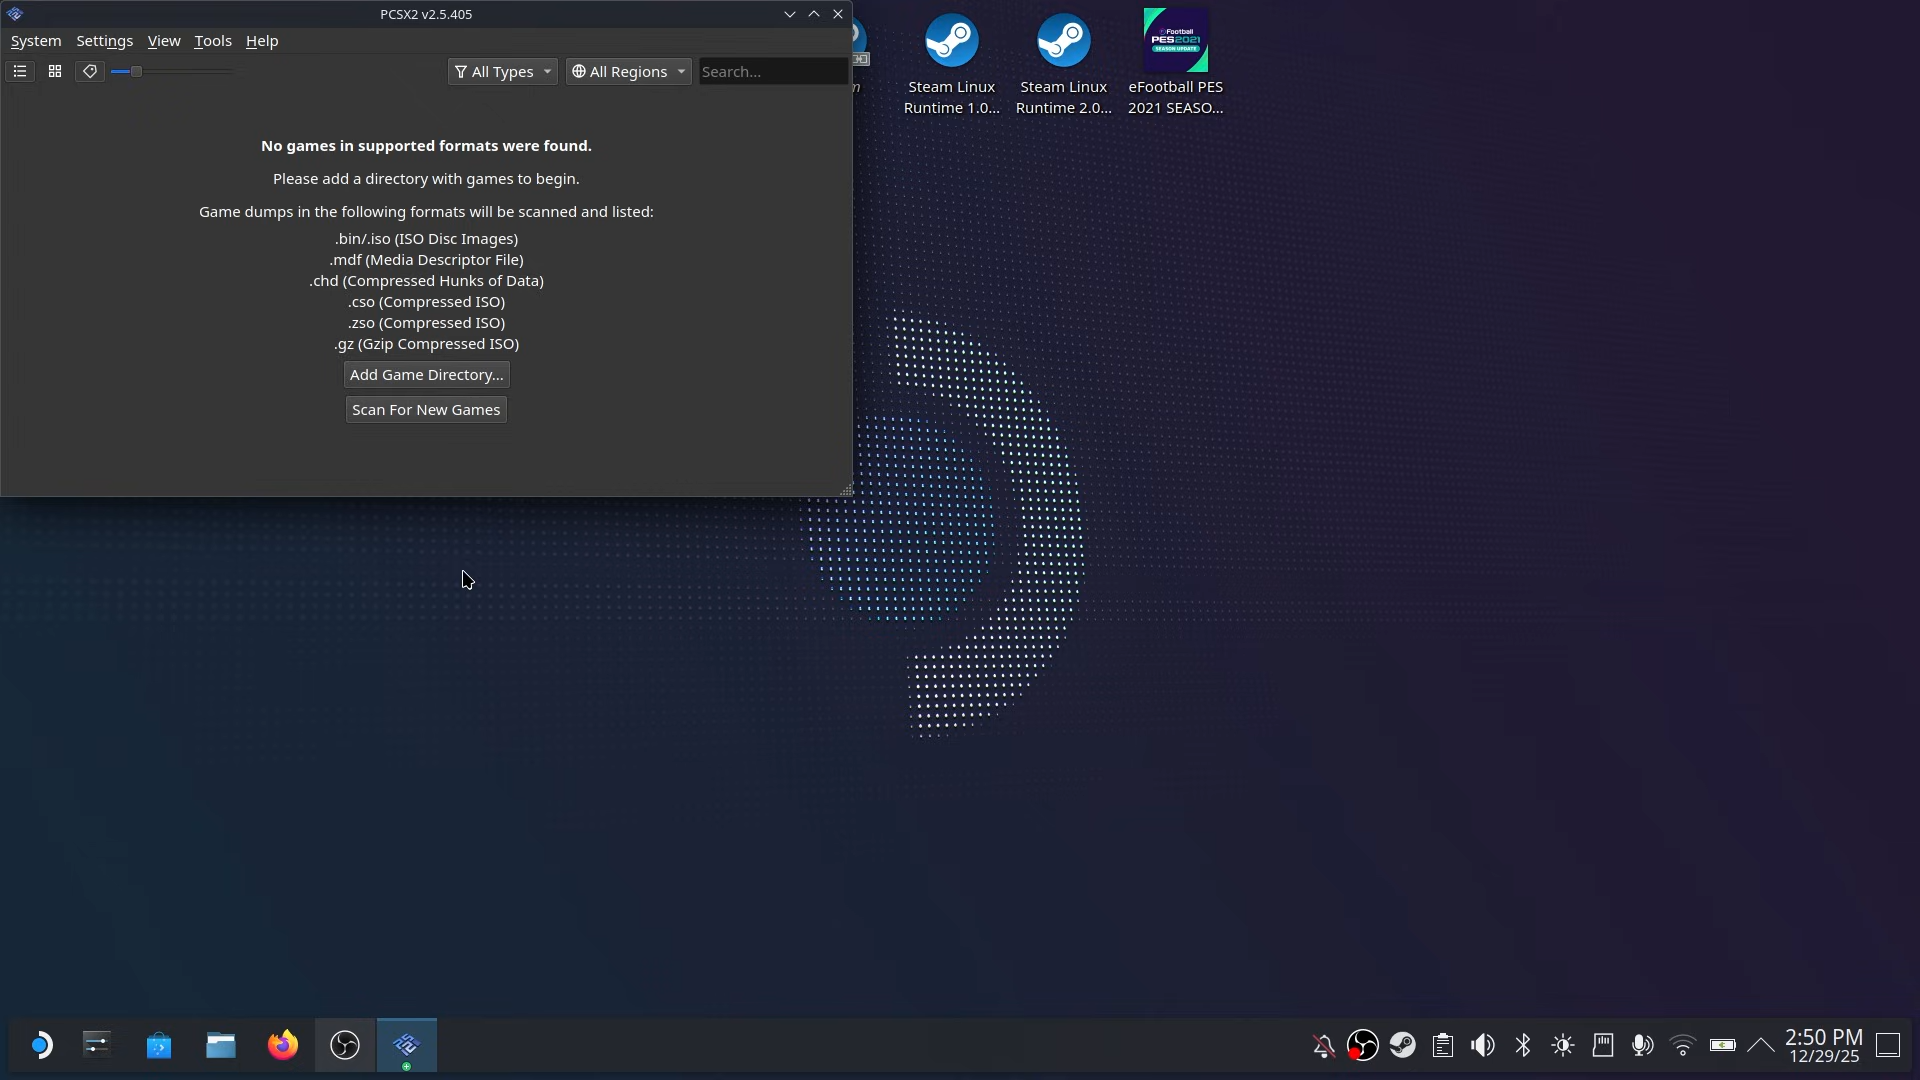 PCSX2 v2.5.405
System Settings View Tools Help
All Types
All Regions
Search...
No games in supported formats were found.
Please add a directory with games to begin.
Game dumps in the following formats will be scanned and listed:
.bin/.iso (ISO Disc Images)
.mdf (Media Descriptor File)
.chd (Compressed Hunks of Data)
.cso (Compressed ISO)
.zso (Compressed ISO)
.gz (Gzip Compressed ISO)
Add Game Directory...
Scan For New Games
m
Steam Linux
Runtime 1.0...
Steam Linux
Runtime 2.0...
eFootball
PES2021
SEASON UPDATE
eFootball PES
2021 SEASO...
2:50 PM
12/29/25